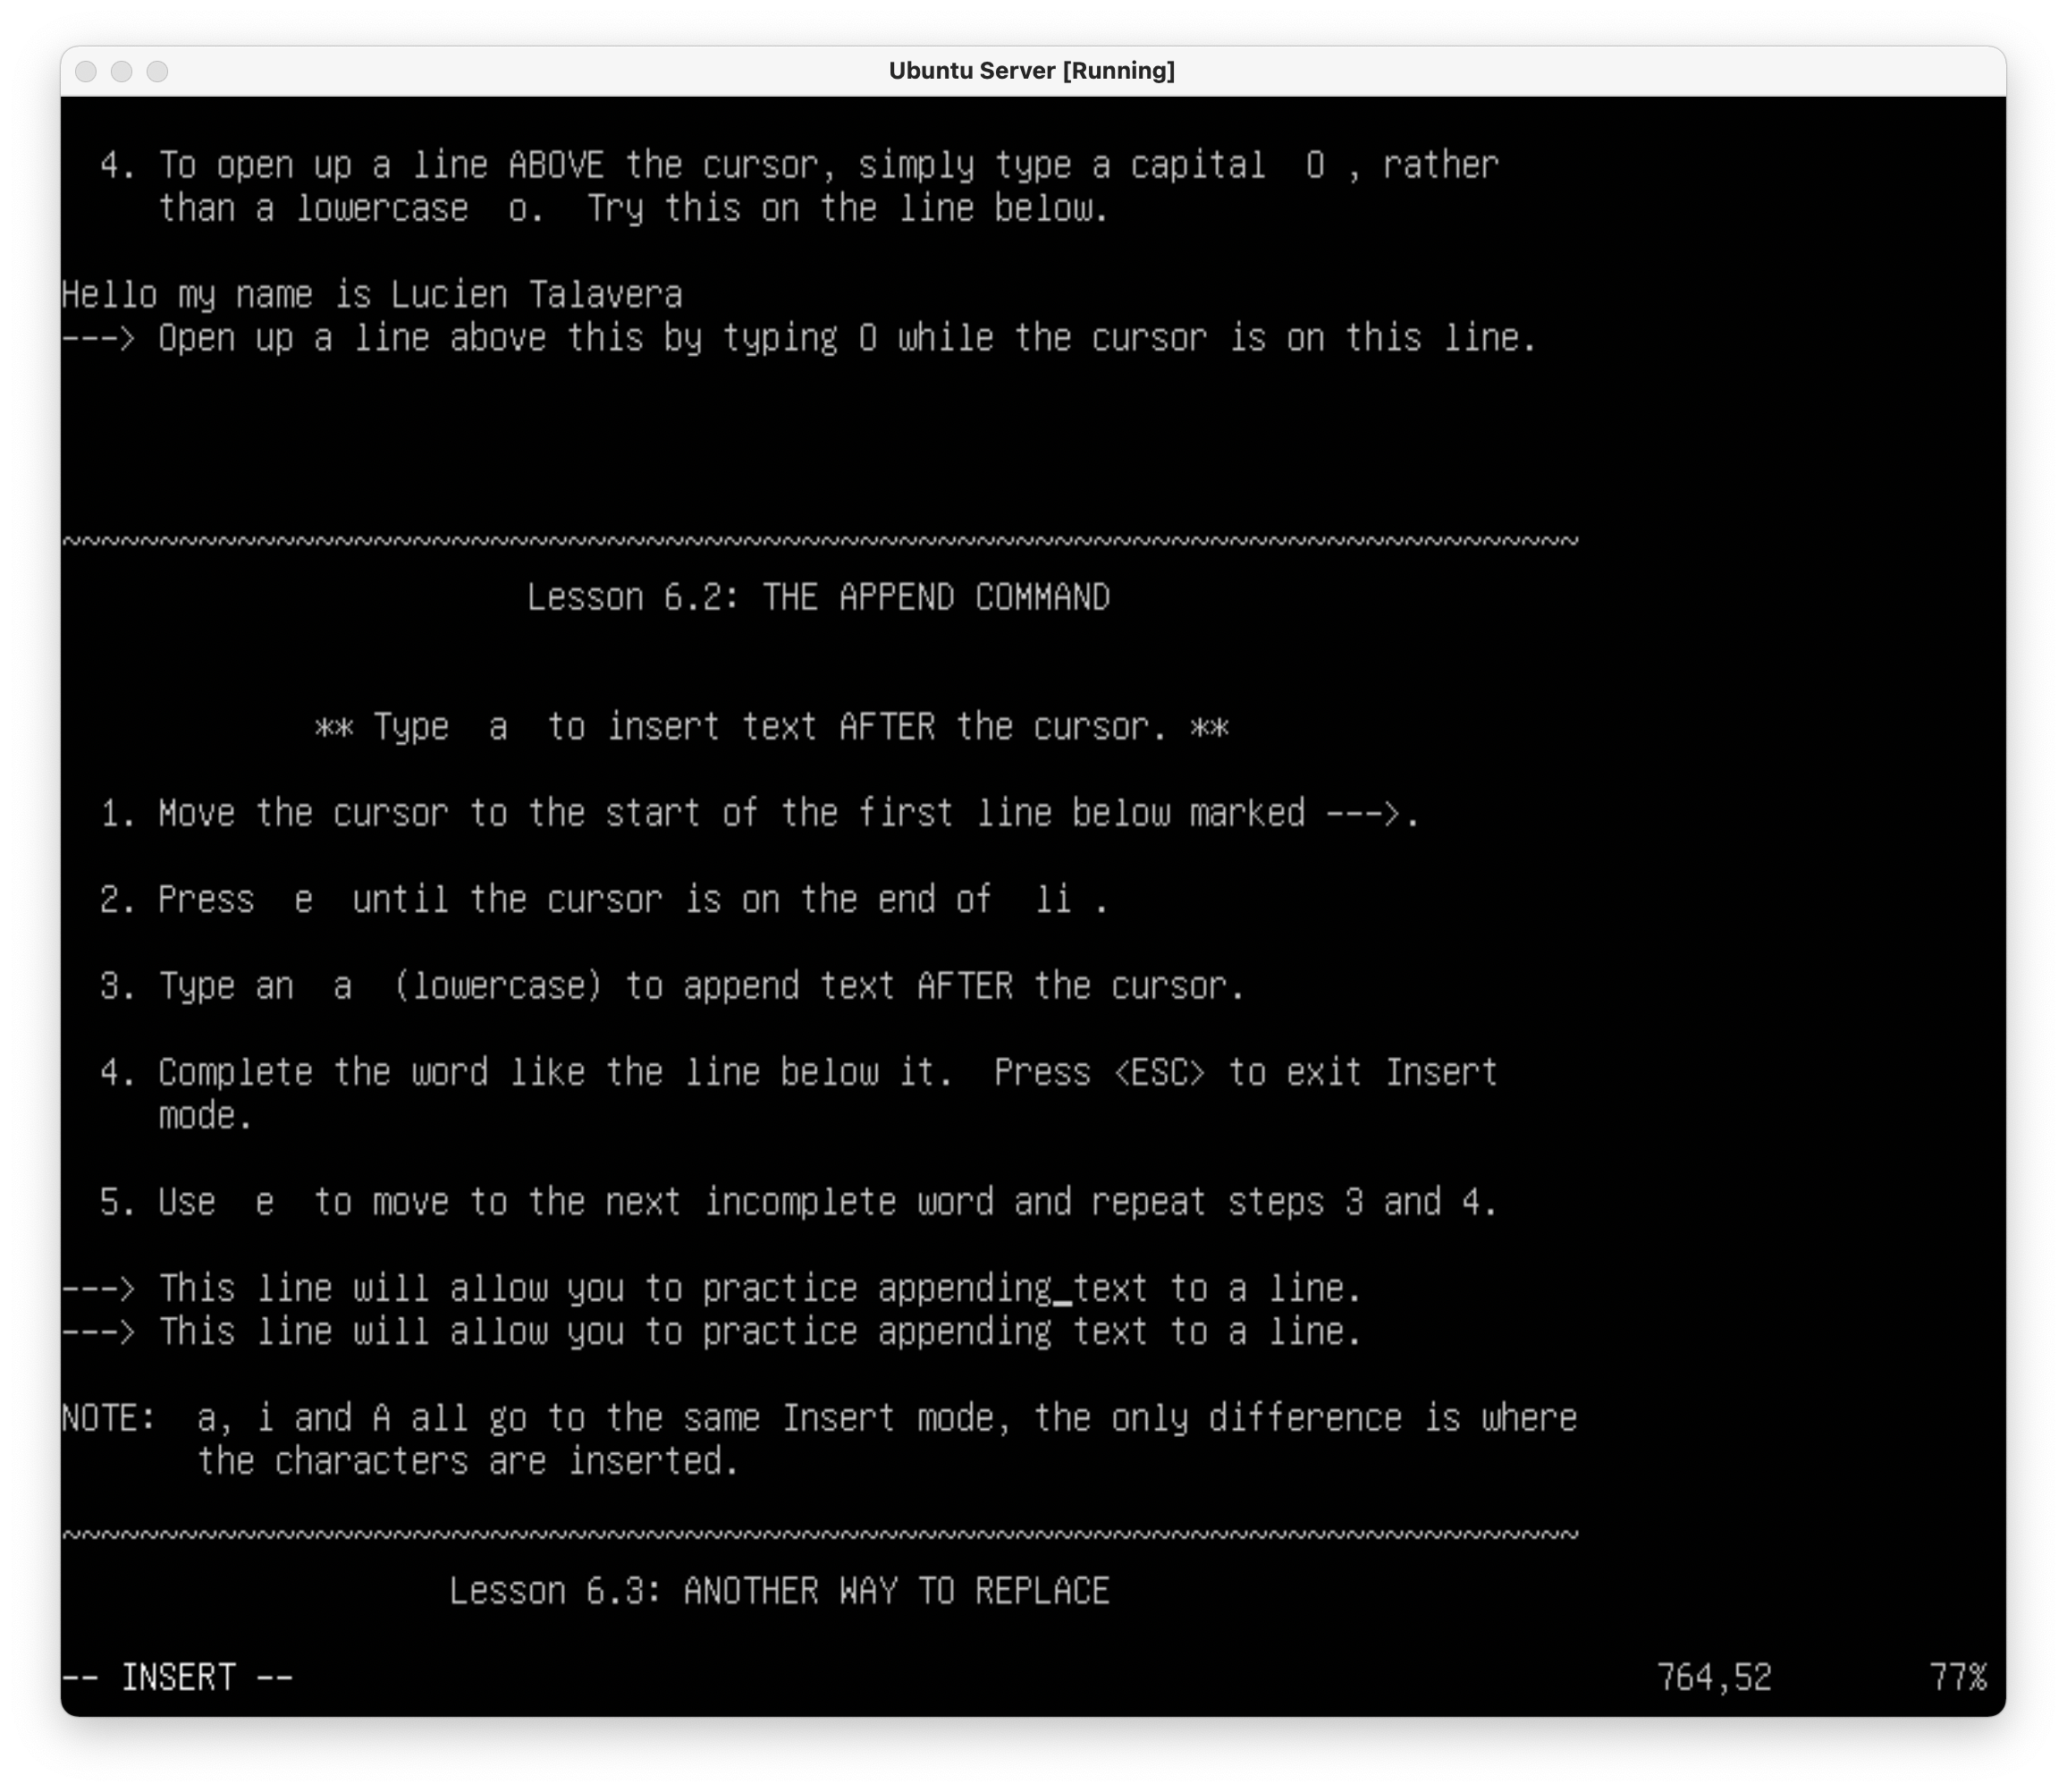 Ubuntu Server [Running]
4. To open up a line ABOVE the cursor, simply type a capital  O , rather
than a lowercase  o.  Try this on the line below.
Hello my name is Lucien Talavera
---> Open up a line above this by typing O while the cursor is on this line.
~~~~~~~~~~~~~~~~~~~~~~~~~~~~~~~~~~~~~~~~~~~~~~~~~~~~~~~~~~~~~~~~~~~~~~~~~~~~~~
Lesson 6.2: THE APPEND COMMAND
** Type  a  to insert text AFTER the cursor. **
1. Move the cursor to the start of the first line below marked --->.
2. Press  e  until the cursor is on the end of  li .
3. Type an  a  (lowercase) to append text AFTER the cursor.
4. Complete the word like the line below it.  Press <ESC> to exit Insert
mode.
5. Use  e  to move to the next incomplete word and repeat steps 3 and 4.
---> This line will allow you to practice appending text to a line.
---> This line will allow you to practice appending text to a line.
NOTE:  a, i and A all go to the same Insert mode, the only difference is where
the characters are inserted.
~~~~~~~~~~~~~~~~~~~~~~~~~~~~~~~~~~~~~~~~~~~~~~~~~~~~~~~~~~~~~~~~~~~~~~~~~~~~~~
Lesson 6.3: ANOTHER WAY TO REPLACE
-- INSERT -- 764,52 77%